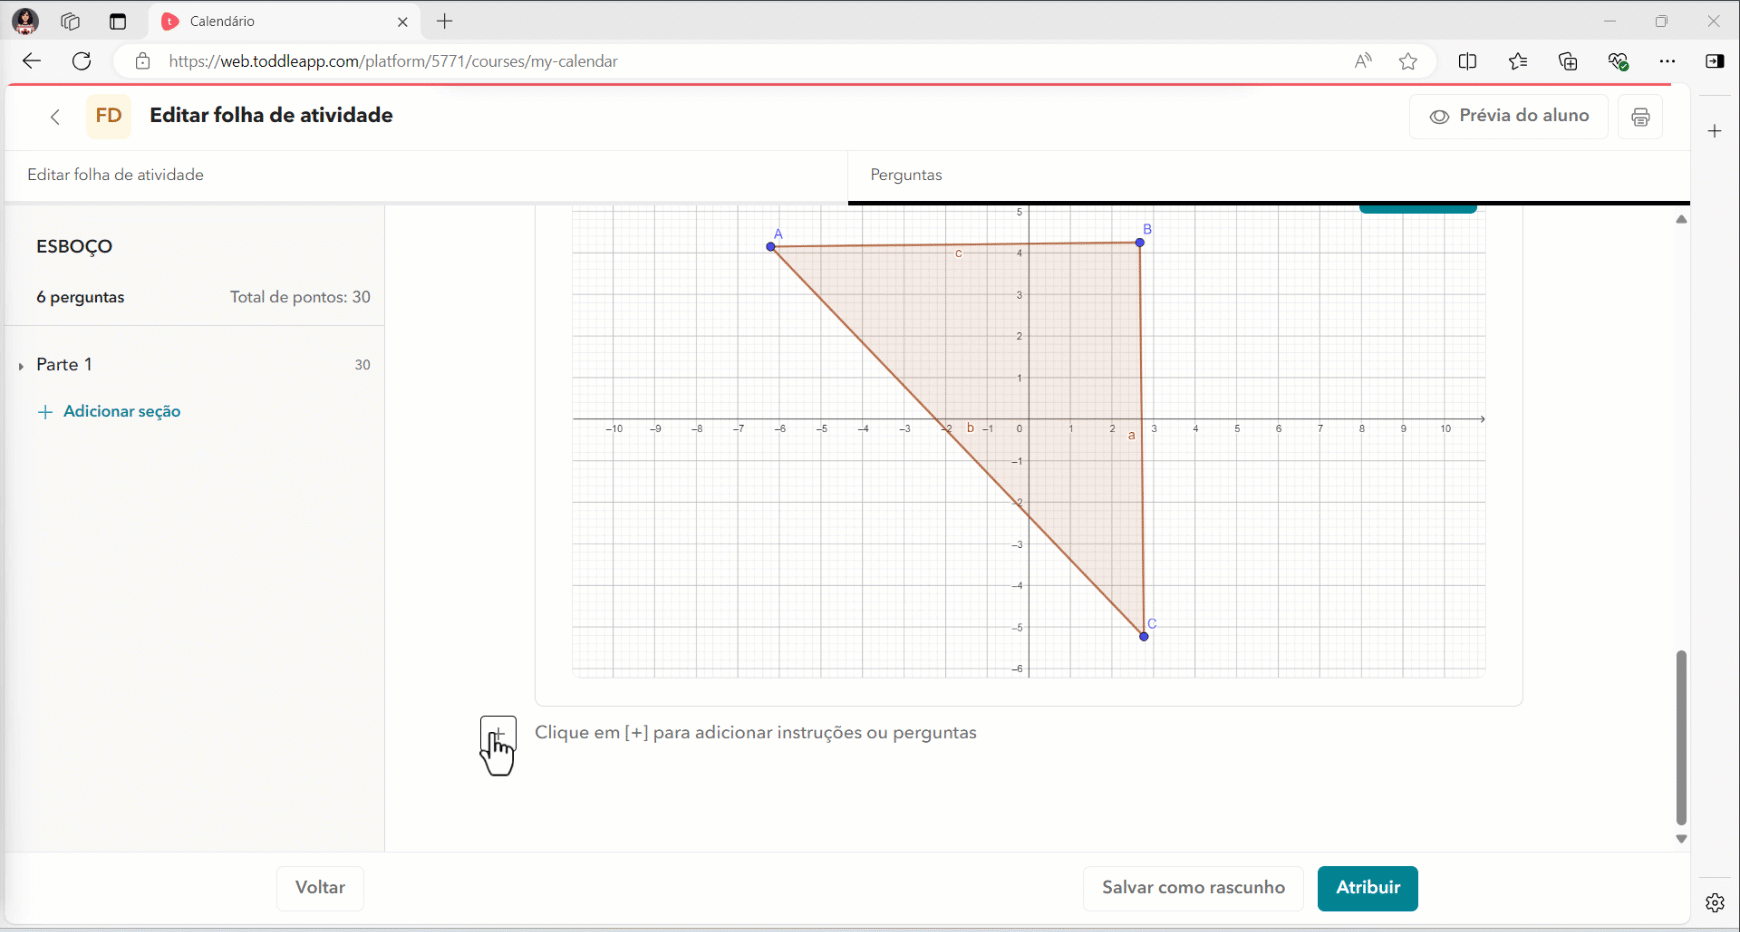 Calendário
https://web.toddleapp.com/platform/5771/courses/my-calendar
FD
Editar folha de atividade
Prévia do aluno
Editar folha de atividade
Perguntas
ESBOÇO
6 perguntas
Total de pontos: 30
Parte 1
30
+ Adicionar seção
5
A
B
c
4
3
2
1
-10 -9 -8 -7 -6 -5 -4 -3 -2 b -1 0 1 2 a 3 4 5 6 7 8 9 10
-1
-2
-3
-4
-5
C
-6
Clique em [+] para adicionar instruções ou perguntas
Voltar
Salvar como rascunho
Atribuir